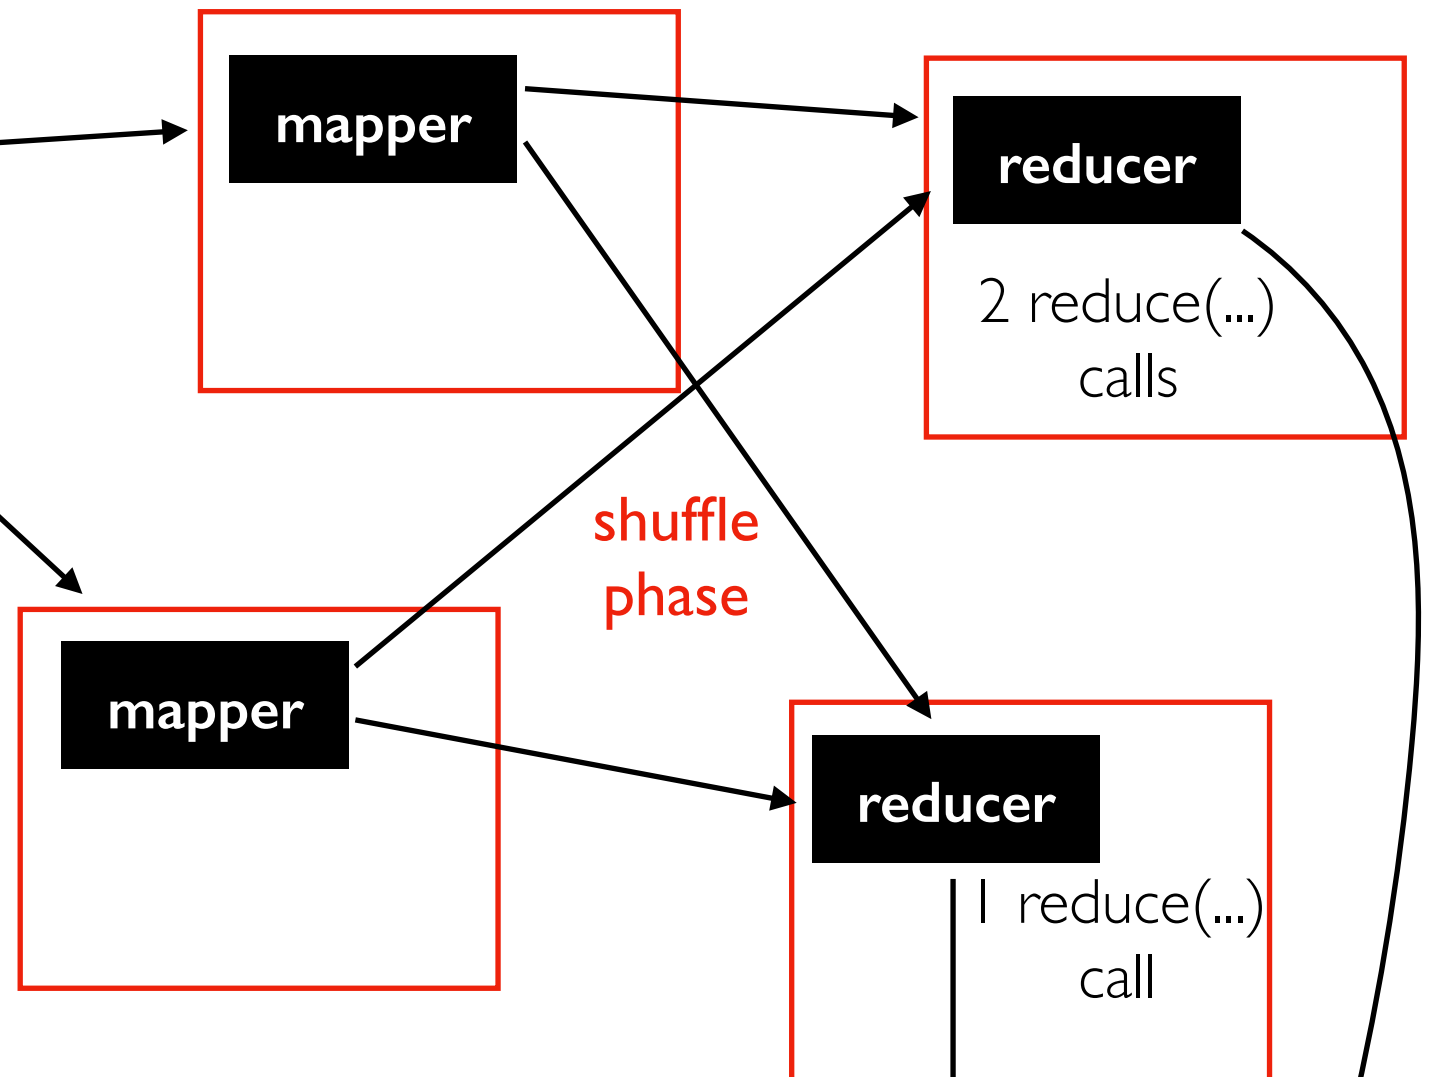 mapper
reducer
2 reduce(...)
calls
shuffle
phase
mapper
reducer
1 reduce(...)
call